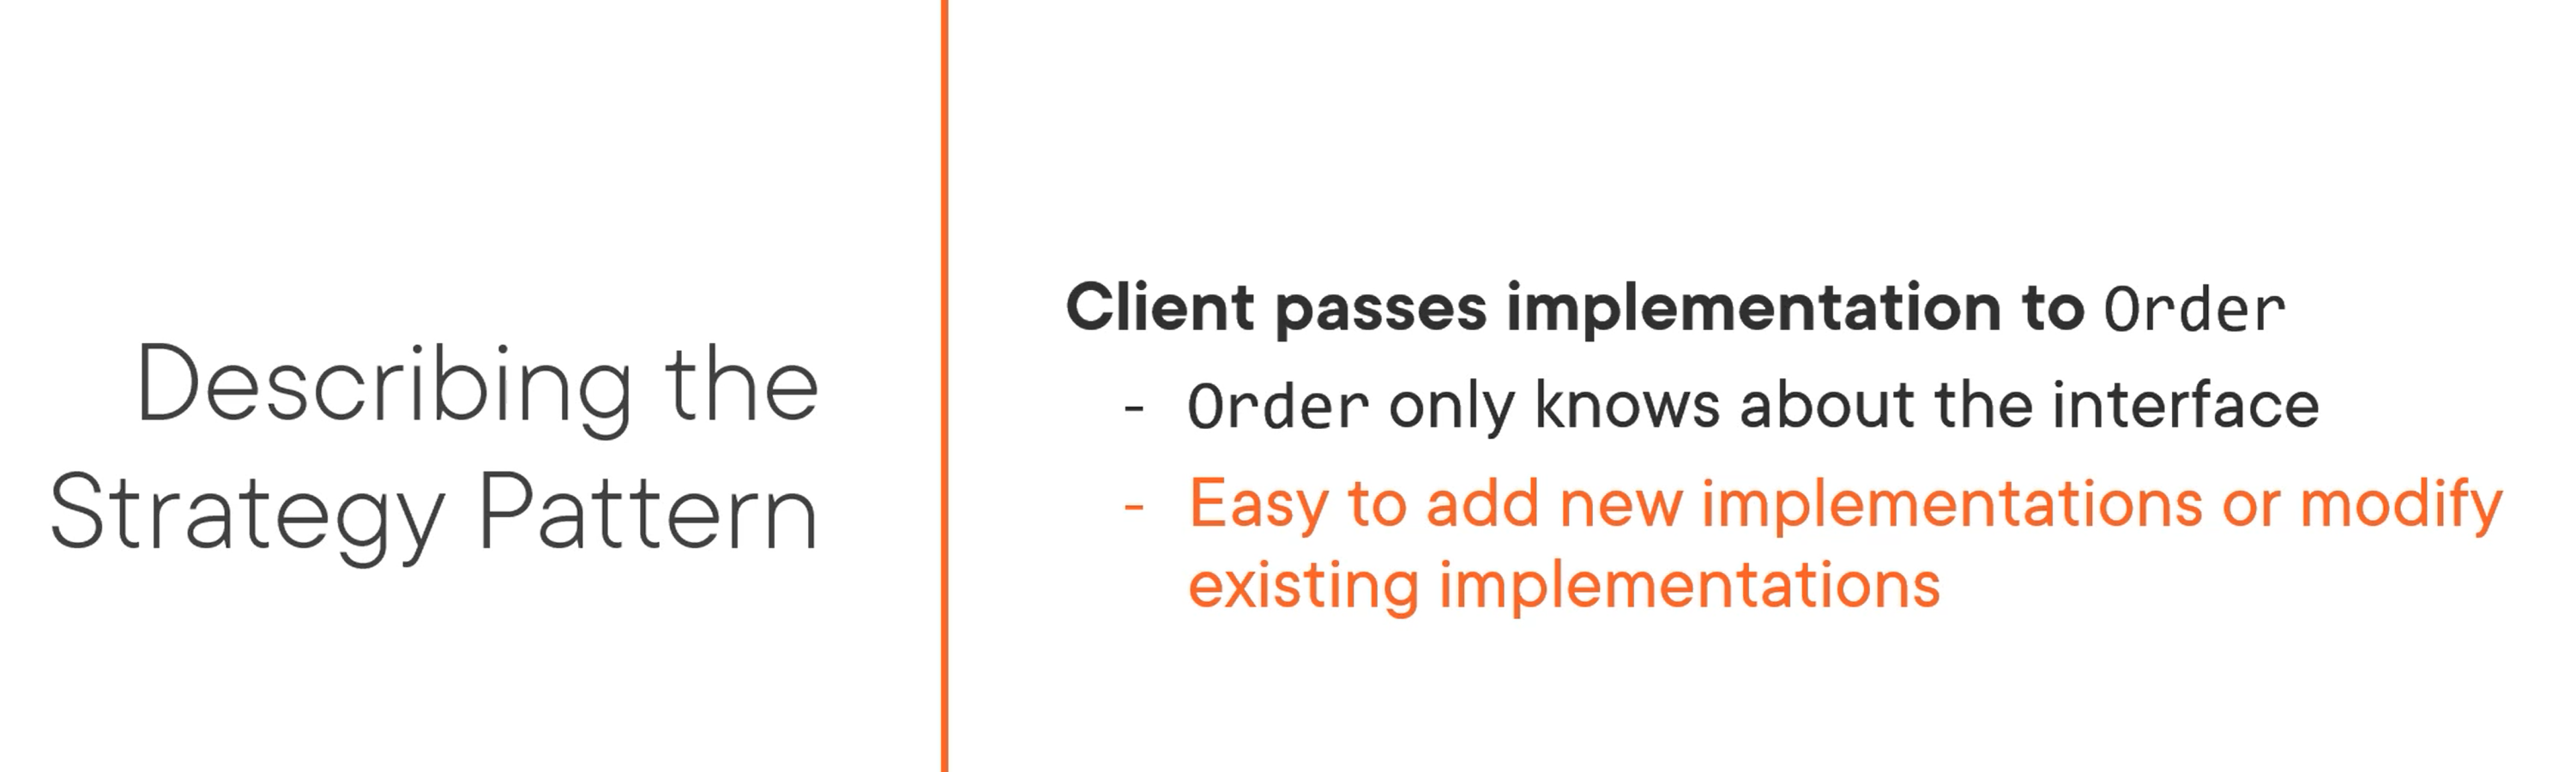 Describing the
Strategy Pattern
Client passes implementation to Order
- Order only knows about the interface
- Easy to add new implementations or modify
existing implementations